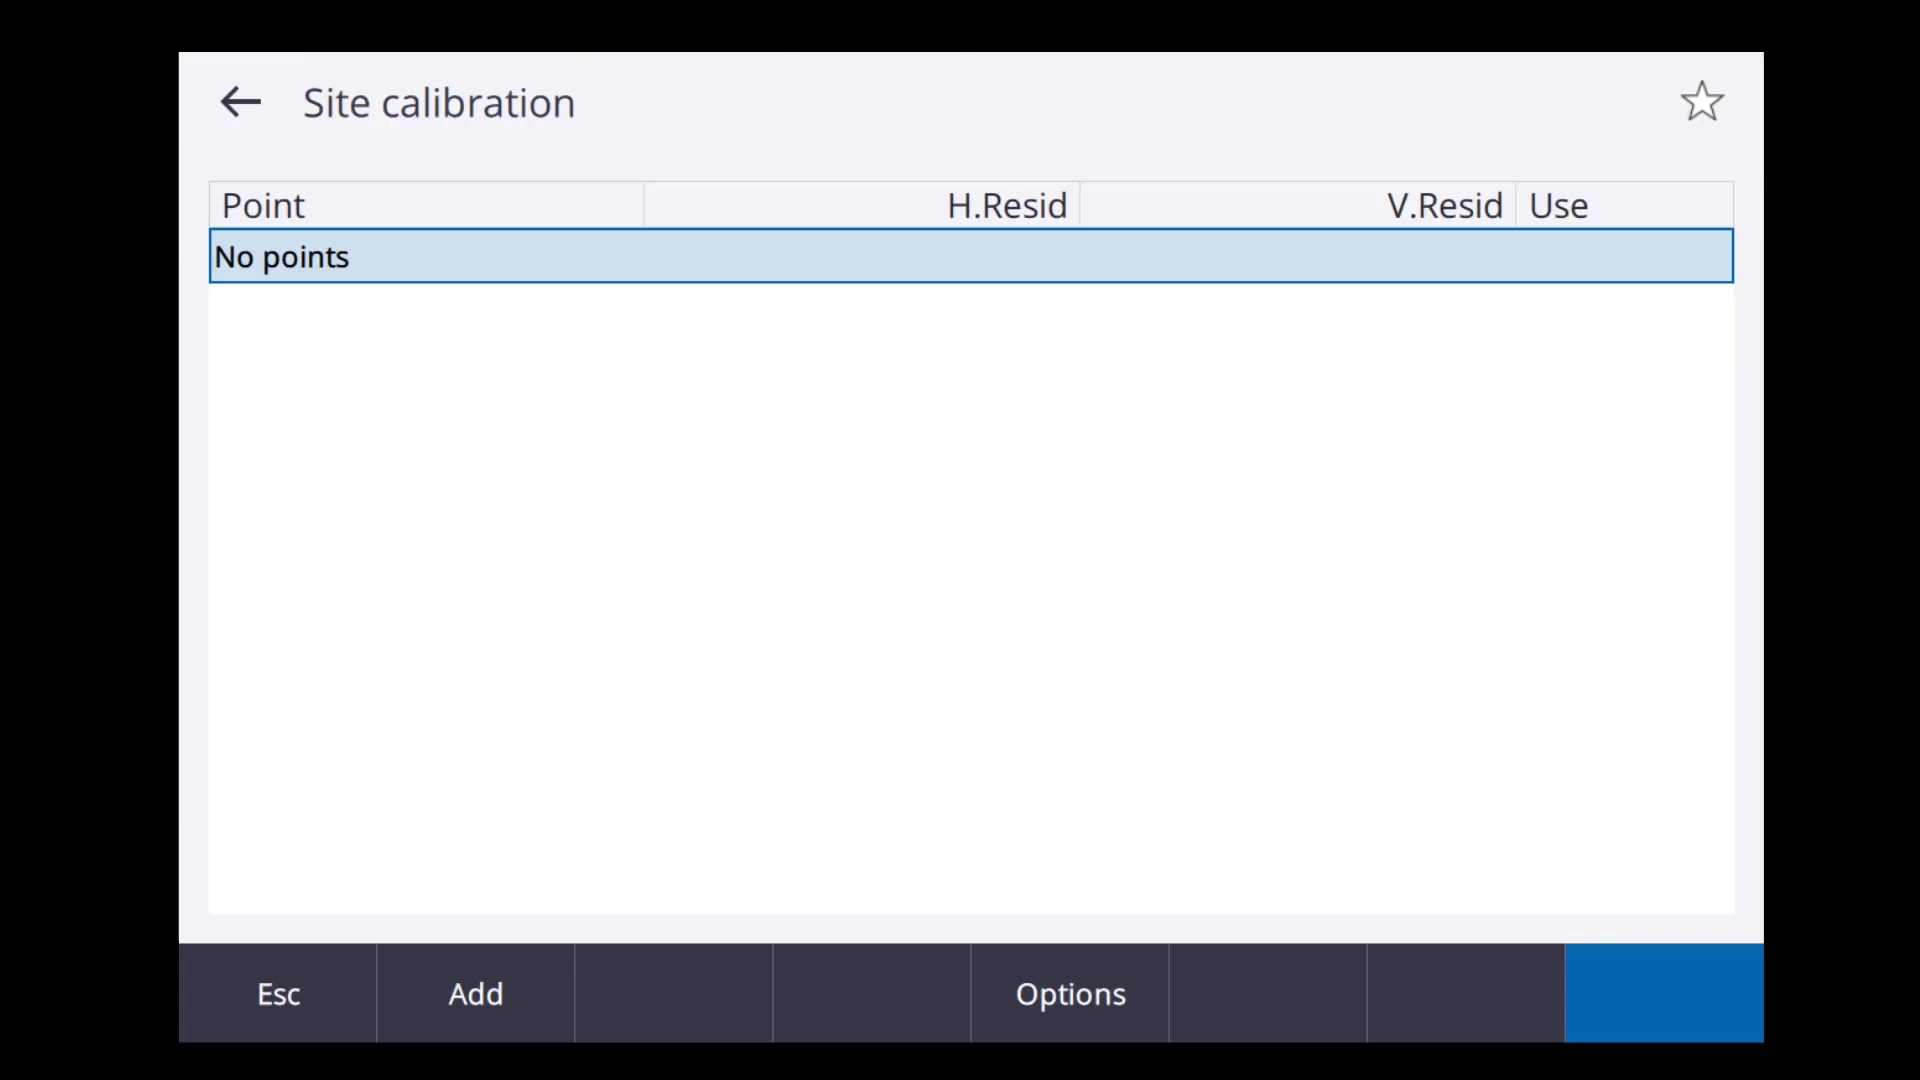 Site calibration
Point H.Resid V.Resid Use
No points
Esc Add Options